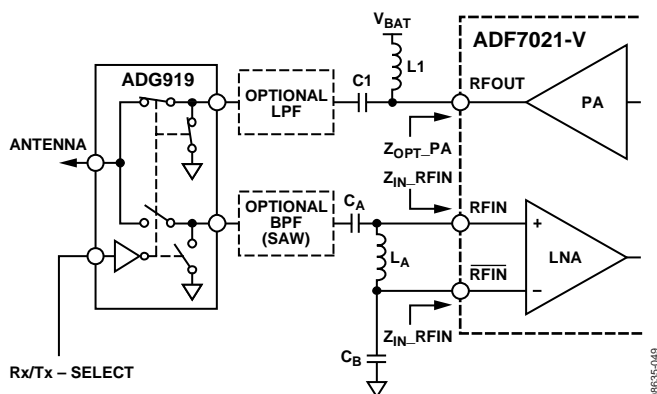 VBAT
ADF7021-V
ADG919
L1
C1
RFOUT
PA
OPTIONAL
LPF
ANTENNA
ZOPT_PA
ZIN_RFIN
OPTIONAL
BPF
(SAW)
CA
RFIN
+
LA
LNA
RFIN
−
ZIN_RFIN
CB
Rx/Tx – SELECT
08635-049